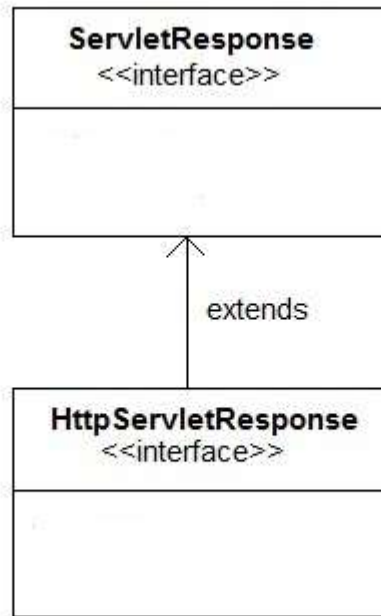 ServletResponse
<<interface>>
extends
HttpServletResponse
<<interface>>